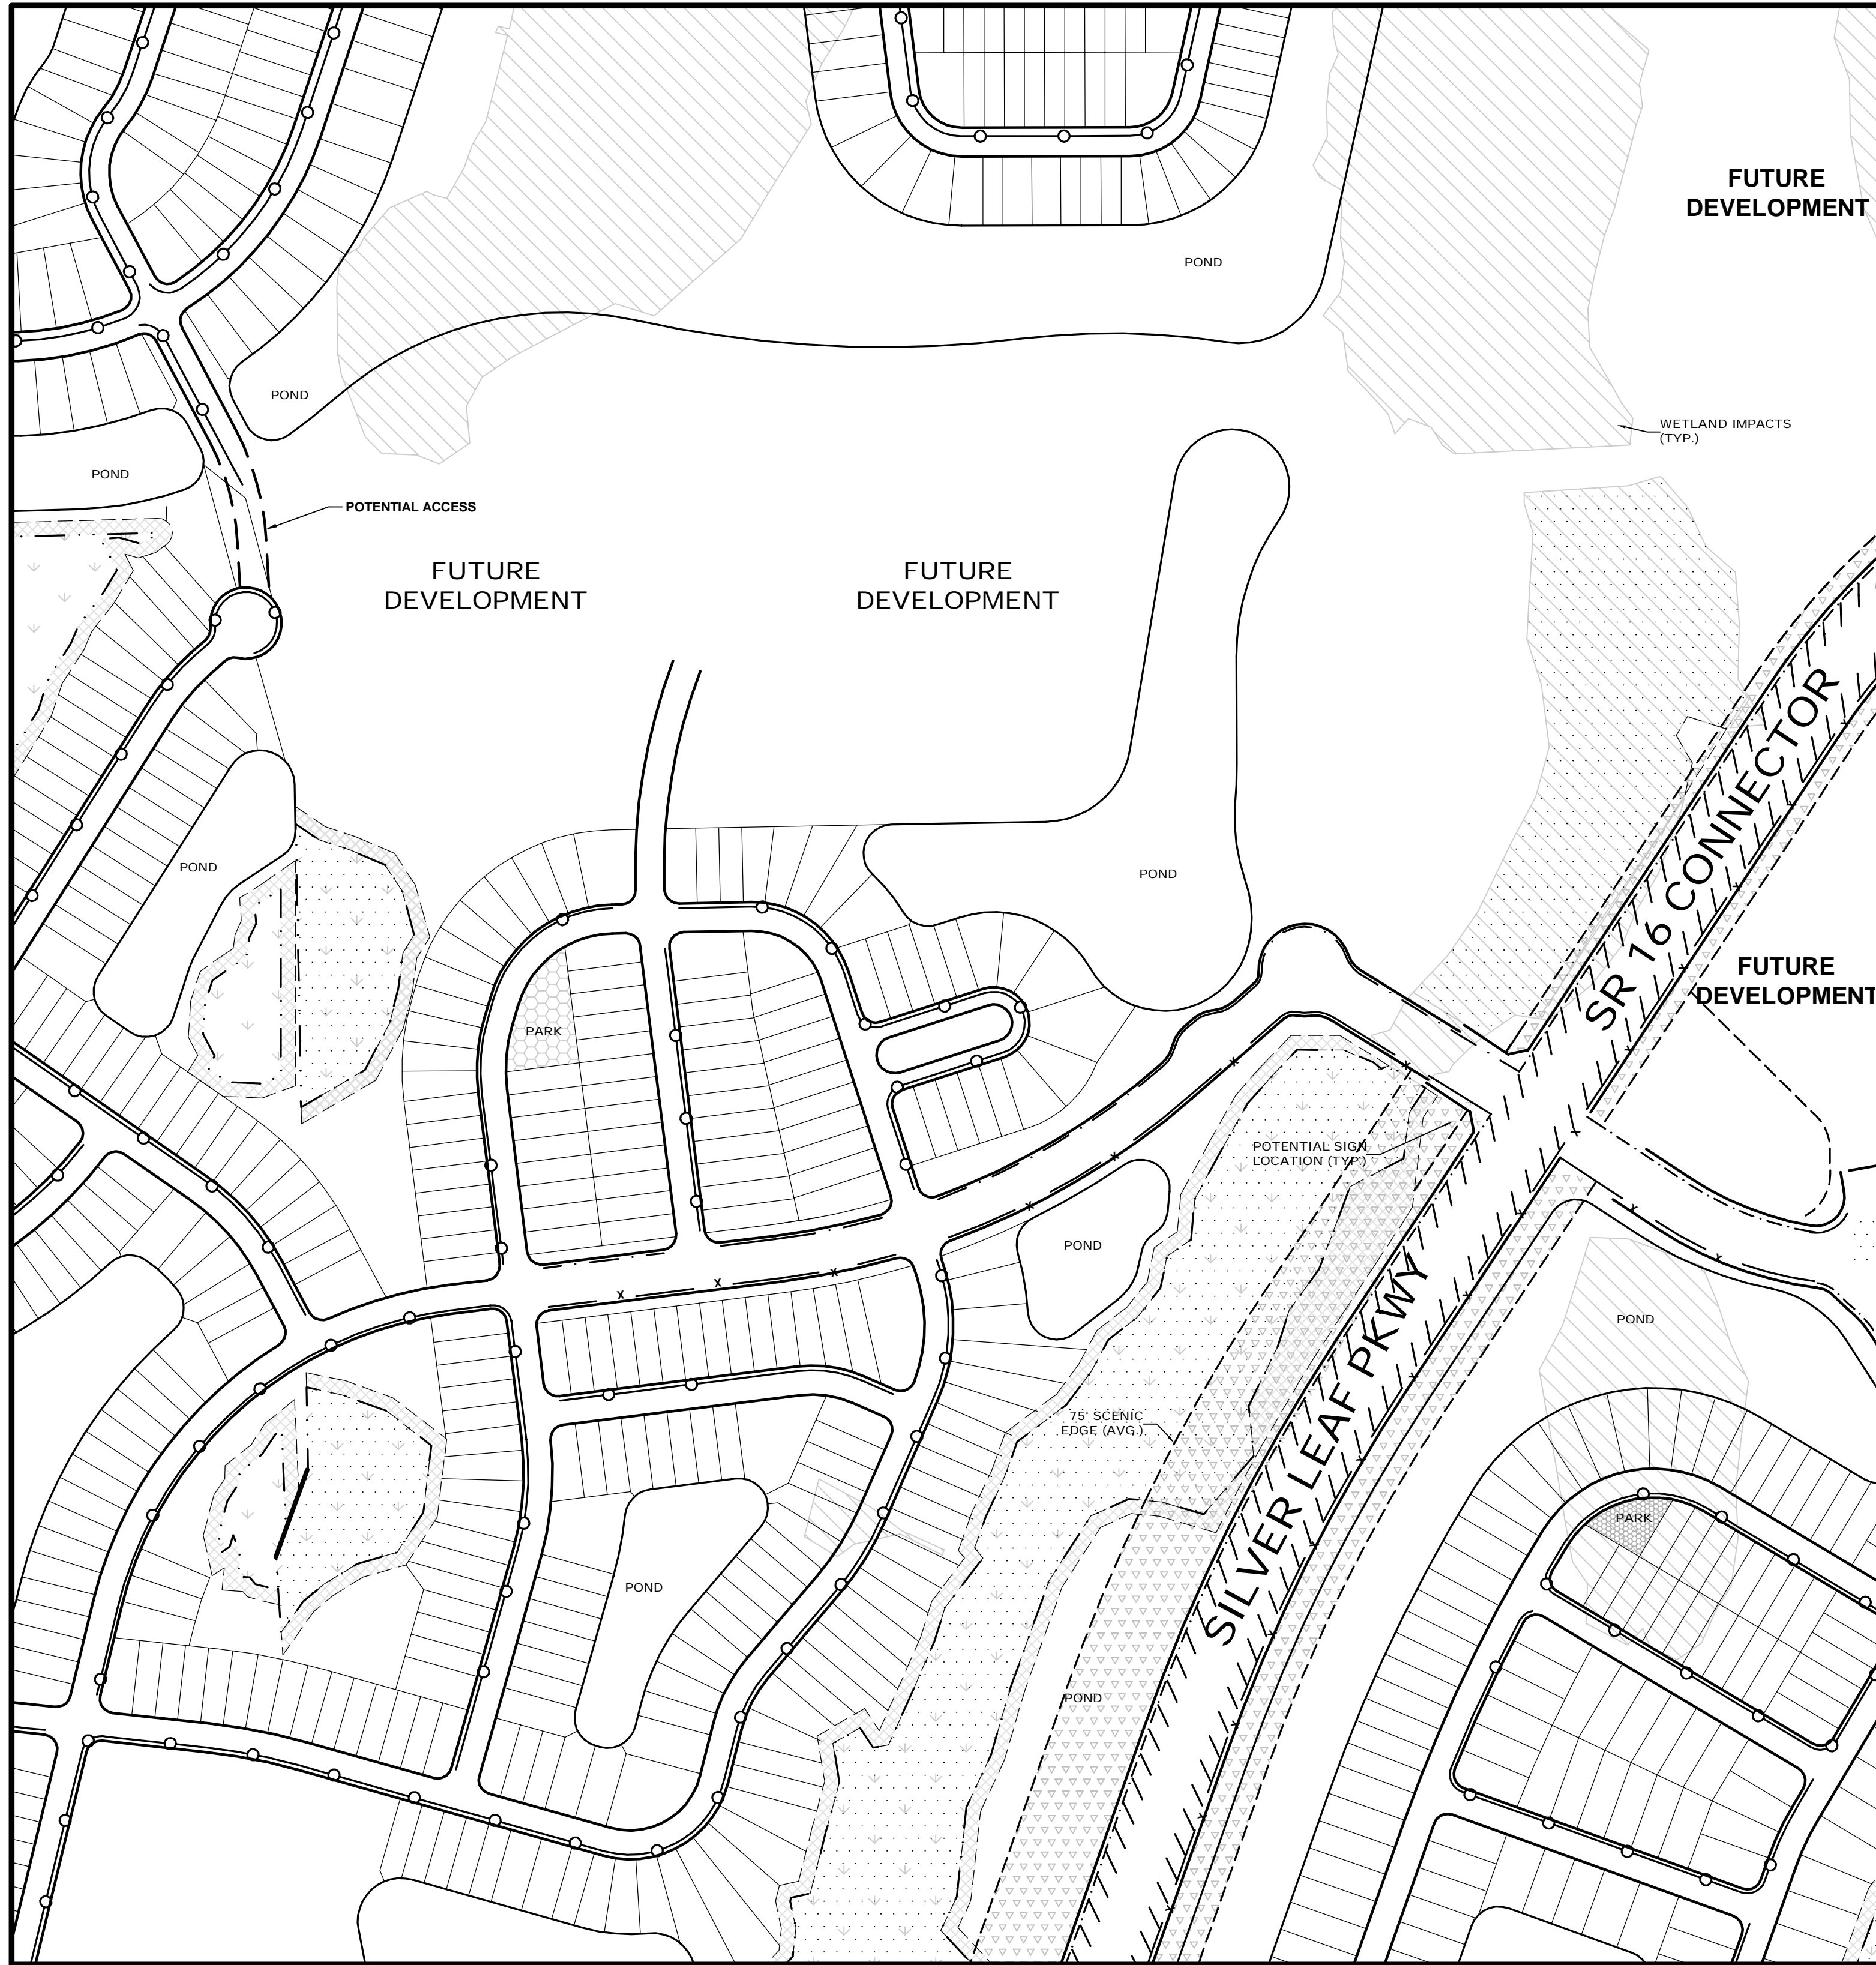 FUTURE
DEVELOPMENT
POND
POND
WETLAND IMPACTS
(TYP.)
POND
POTENTIAL ACCESS
FUTURE
DEVELOPMENT
FUTURE
DEVELOPMENT
SR 16 CONNECTOR
POND
POND
FUTURE
DEVELOPMENT
PARK
POTENTIAL SIGN
LOCATION (TYP.)
POND
POND
SILVER LEAF PKWY
75' SCENIC
EDGE (AVG.)
PARK
POND
POND